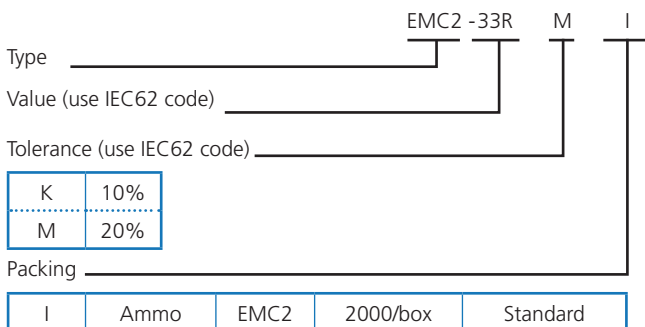 EMC2 -33R M I
Type
Value (use IEC62 code)
Tolerance (use IEC62 code)
K 10%
M 20%
Packing
I Ammo EMC2 2000/box Standard